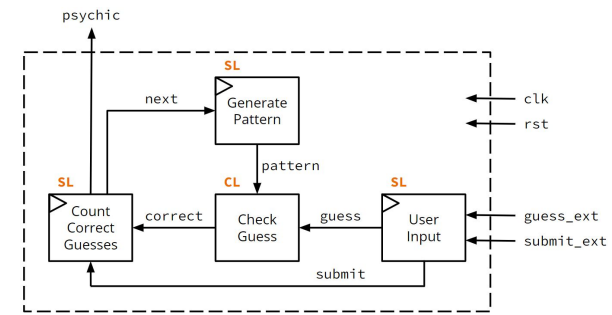 psychic
SL
next
Generate
Pattern
clk
rst
pattern
SL
CL
SL
Count
Correct
Guesses
correct
Check
Guess
guess
User
Input
guess_ext
submit_ext
submit